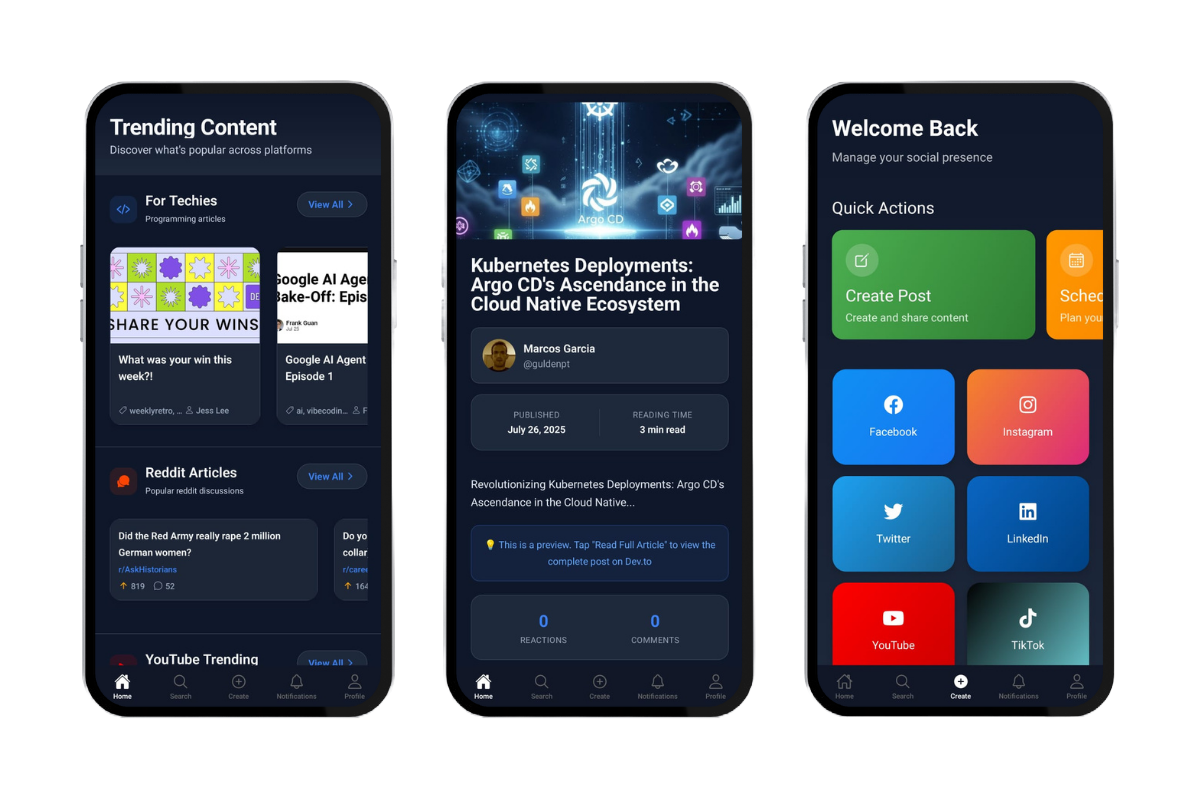 Trending Content
Discover what's popular across platforms
For Techies
Programming articles
View All
DE
SHARE YOUR WINS
What was your win this
week?!
weeklyretro, ...
Jess Lee
Google AI Age
Bake-Off: Epis
Frank Guan
Jul 25
Google AI Agent
Episode 1
ai, vibecodin...
F
Reddit Articles
Popular reddit discussions
View All
Did the Red Army really rape 2 million
German women?
r/AskHistorians
819
52
Do yo
collar
r/caree
164
YouTube Trending
View All
Home
Search
Create
Notifications
Profile
Argo CD
Kubernetes Deployments:
Argo CD's Ascendance in the
Cloud Native Ecosystem
Marcos Garcia
@guldenpt
PUBLISHED
July 26, 2025
READING TIME
3 min read
Revolutionizing Kubernetes Deployments: Argo CD's
Ascendance in the Cloud Native...
💡 This is a preview. Tap "Read Full Article" to view the
complete post on Dev.to
0
REACTIONS
0
COMMENTS
Home
Search
Create
Notifications
Profile
Welcome Back
Manage your social presence
Quick Actions
Create Post
Create and share content
Sched
Plan you
Facebook
Instagram
Twitter
LinkedIn
YouTube
TikTok
Home
Search
Create
Notifications
Profile